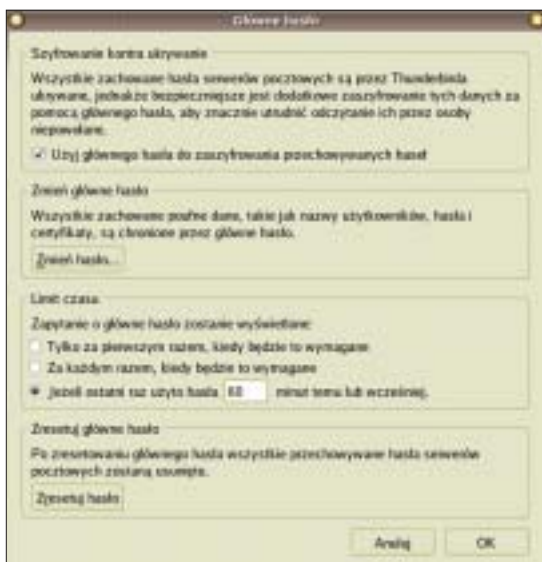 Główne hasło
Szyfrowanie kontra ukrywanie
Wszystkie zachowane hasła serwerów pocztowych są przez Thunderbirda
ukrywane, jednakże bezpieczniejsze jest dodatkowe zaszyfrowanie tych danych za
pomocą głównego hasła, aby znacznie utrudnić odczytanie ich przez osoby
niepowołane.
Użyj głównego hasła do zaszyfrowania przechowywanych haseł
Zmień główne hasło
Wszystkie zachowane poufne dane, takie jak nazwy użytkowników, hasła i
certyfikaty, są chronione przez główne hasło.
Zmień hasło...
Limit czasu
Zapytanie o główne hasło zostanie wyświetlone:
Tylko za pierwszym razem, kiedy będzie to wymagane
Za każdym razem, kiedy będzie to wymagane
Jeżeli ostatni raz użyto hasła 60 minut temu lub wcześniej.
Zresetuj główne hasło
Po zresetowaniu głównego hasła wszystkie przechowywane hasła serwerów
pocztowych zostaną usunięte.
Zresetuj hasło
Anuluj OK